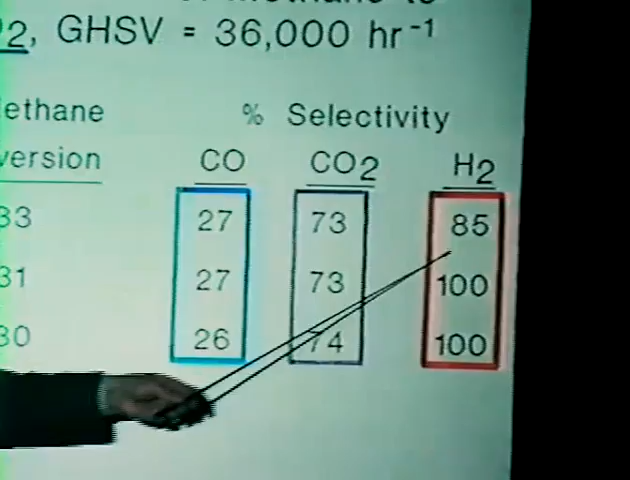 2, GHSV = 36,000 hr⁻¹
ethane % Selectivity
version CO CO2 H2
33 27 73 85
31 27 73 100
30 26 74 100